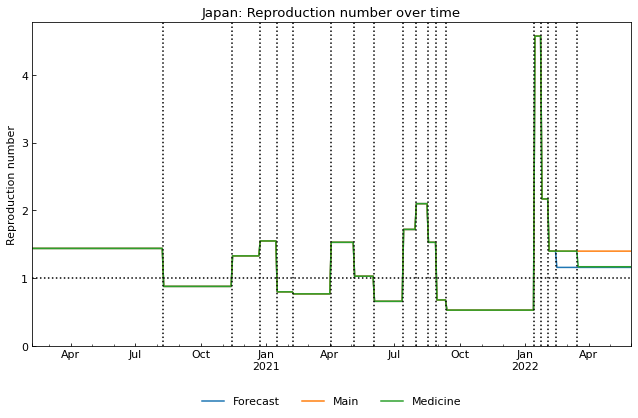 Japan: Reproduction number over time
Reproduction number
4
3
2
1
0
Apr Jul Oct Jan Apr Jul Oct Jan Apr
2021 2022
Forecast Main Medicine